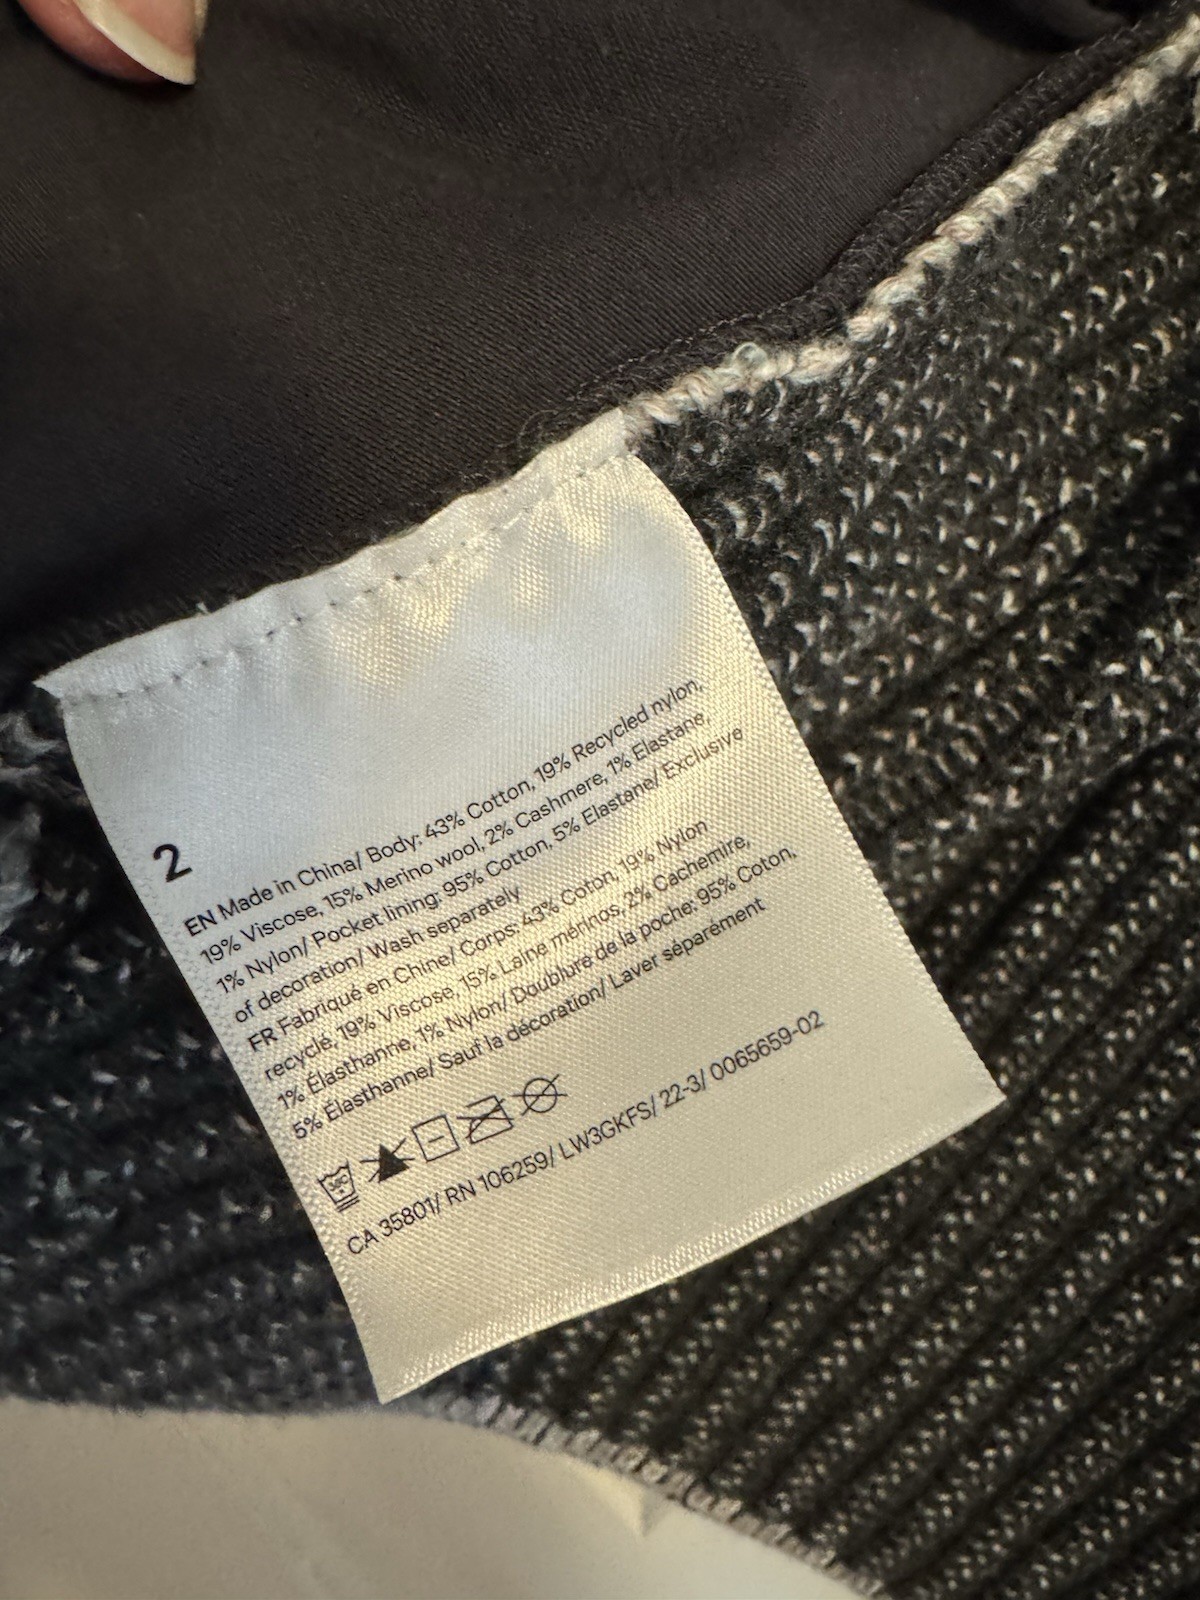 2
EN Made in China/ Body: 43% Cotton, 19% Recycled nylon,
19% Viscose, 15% Merino wool, 2% Cashmere, 1% Elastane,
1% Nylon/ Pocket lining: 95% Cotton, 5% Elastane/ Exclusive
of decoration/ Wash separately
FR Fabriqué en Chine/ Corps: 43% Coton, 19% Nylon
recyclé, 19% Viscose, 15% Laine mérinos, 2% Cachemire,
1% Élasthanne, 1% Nylon/ Doublure de la poche: 95% Coton,
5% Élasthanne/ Sauf la décoration/ Laver séparément
30C
CA 35801/ RN 106259/ LW3GKFS/ 22-3/ 0065659-02